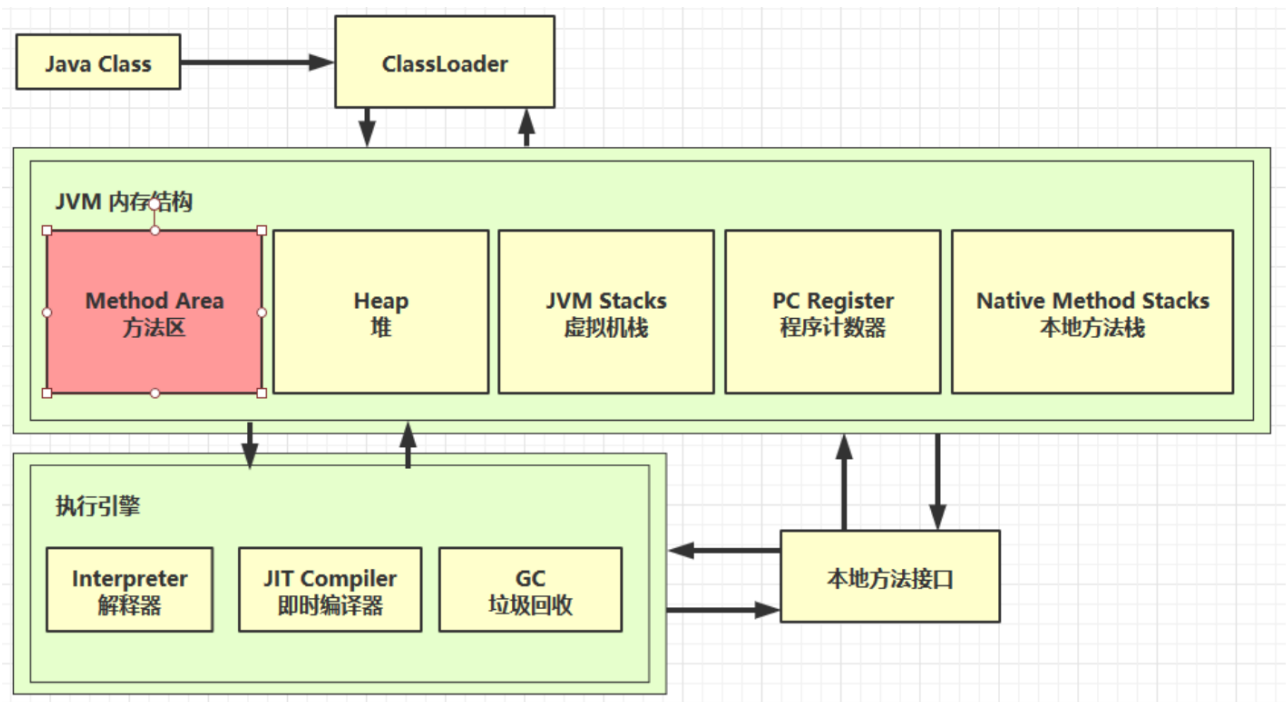 Java Class
ClassLoader
JVM 内存结构
Method Area
方法区
Heap
堆
JVM Stacks
虚拟机栈
PC Register
程序计数器
Native Method Stacks
本地方法栈
执行引擎
Interpreter
解释器
JIT Compiler
即时编译器
GC
垃圾回收
本地方法接口